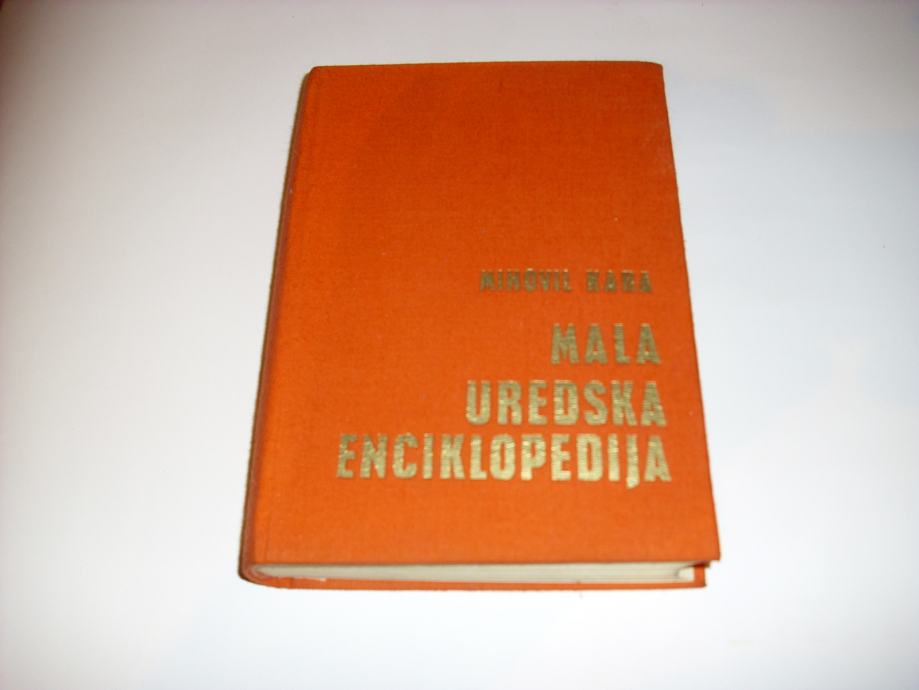 MIHOVIL KARA
MALA
UREDSKA
ENCIKLOPEDIJA